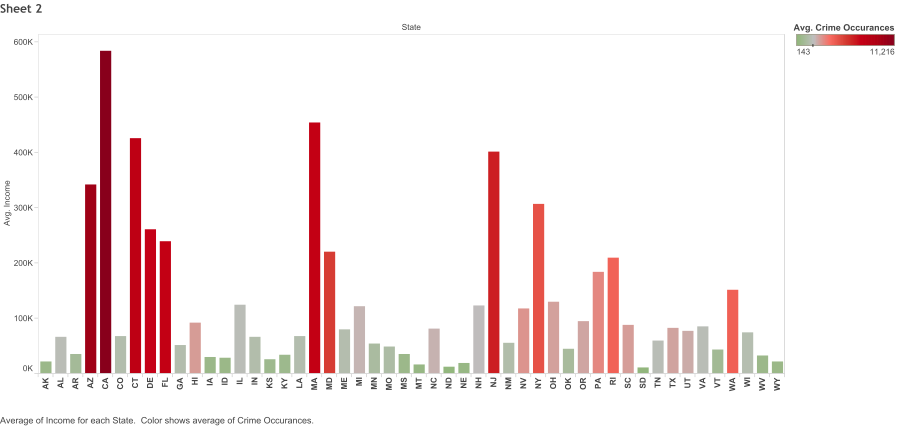 Sheet 2
State
Avg. Crime Occurances
143 11,216
Avg. Income
600K
500K
400K
300K
200K
100K
0K
AK AL AR AZ CA CO CT DE FL GA HI IA ID IL IN KS KY LA MA MD ME MI MN MO MS MT NC ND NE NH NJ NM NV NY OH OK OR PA RI SC SD TN TX UT VA VT WA WI WV WY
Average of Income for each State.  Color shows average of Crime Occurances.